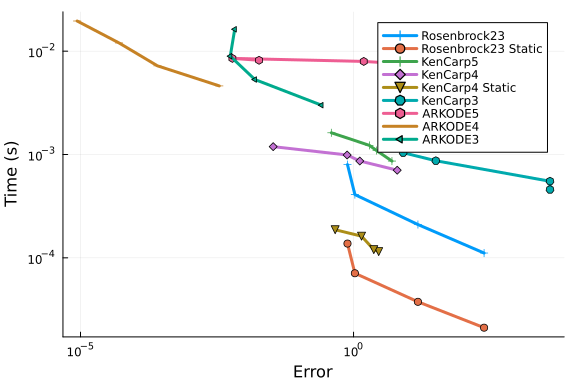 Time (s)
10⁻²
10⁻³
10⁻⁴
10⁻⁵
10⁰
Error
Rosenbrock23
Rosenbrock23 Static
KenCarp5
KenCarp4
KenCarp4 Static
KenCarp3
ARKODE5
ARKODE4
ARKODE3